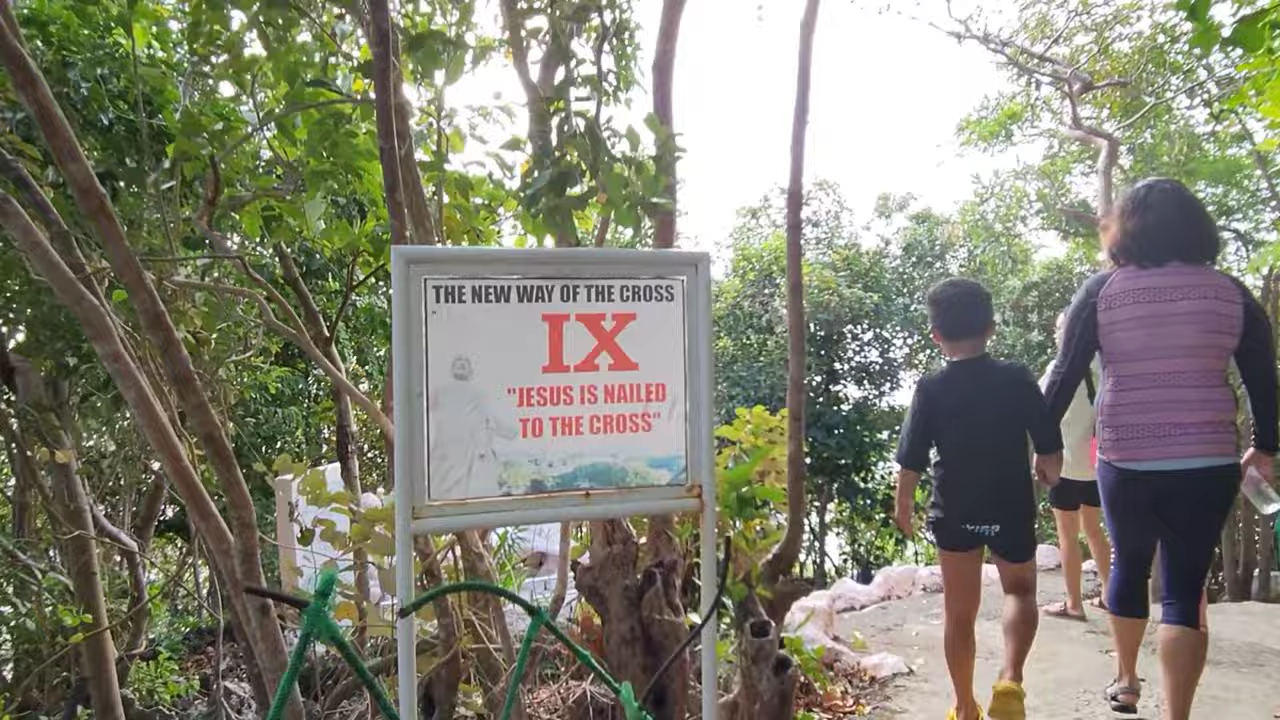 THE NEW WAY OF THE CROSS
"
IX
"JESUS IS NAILED
TO THE CROSS"